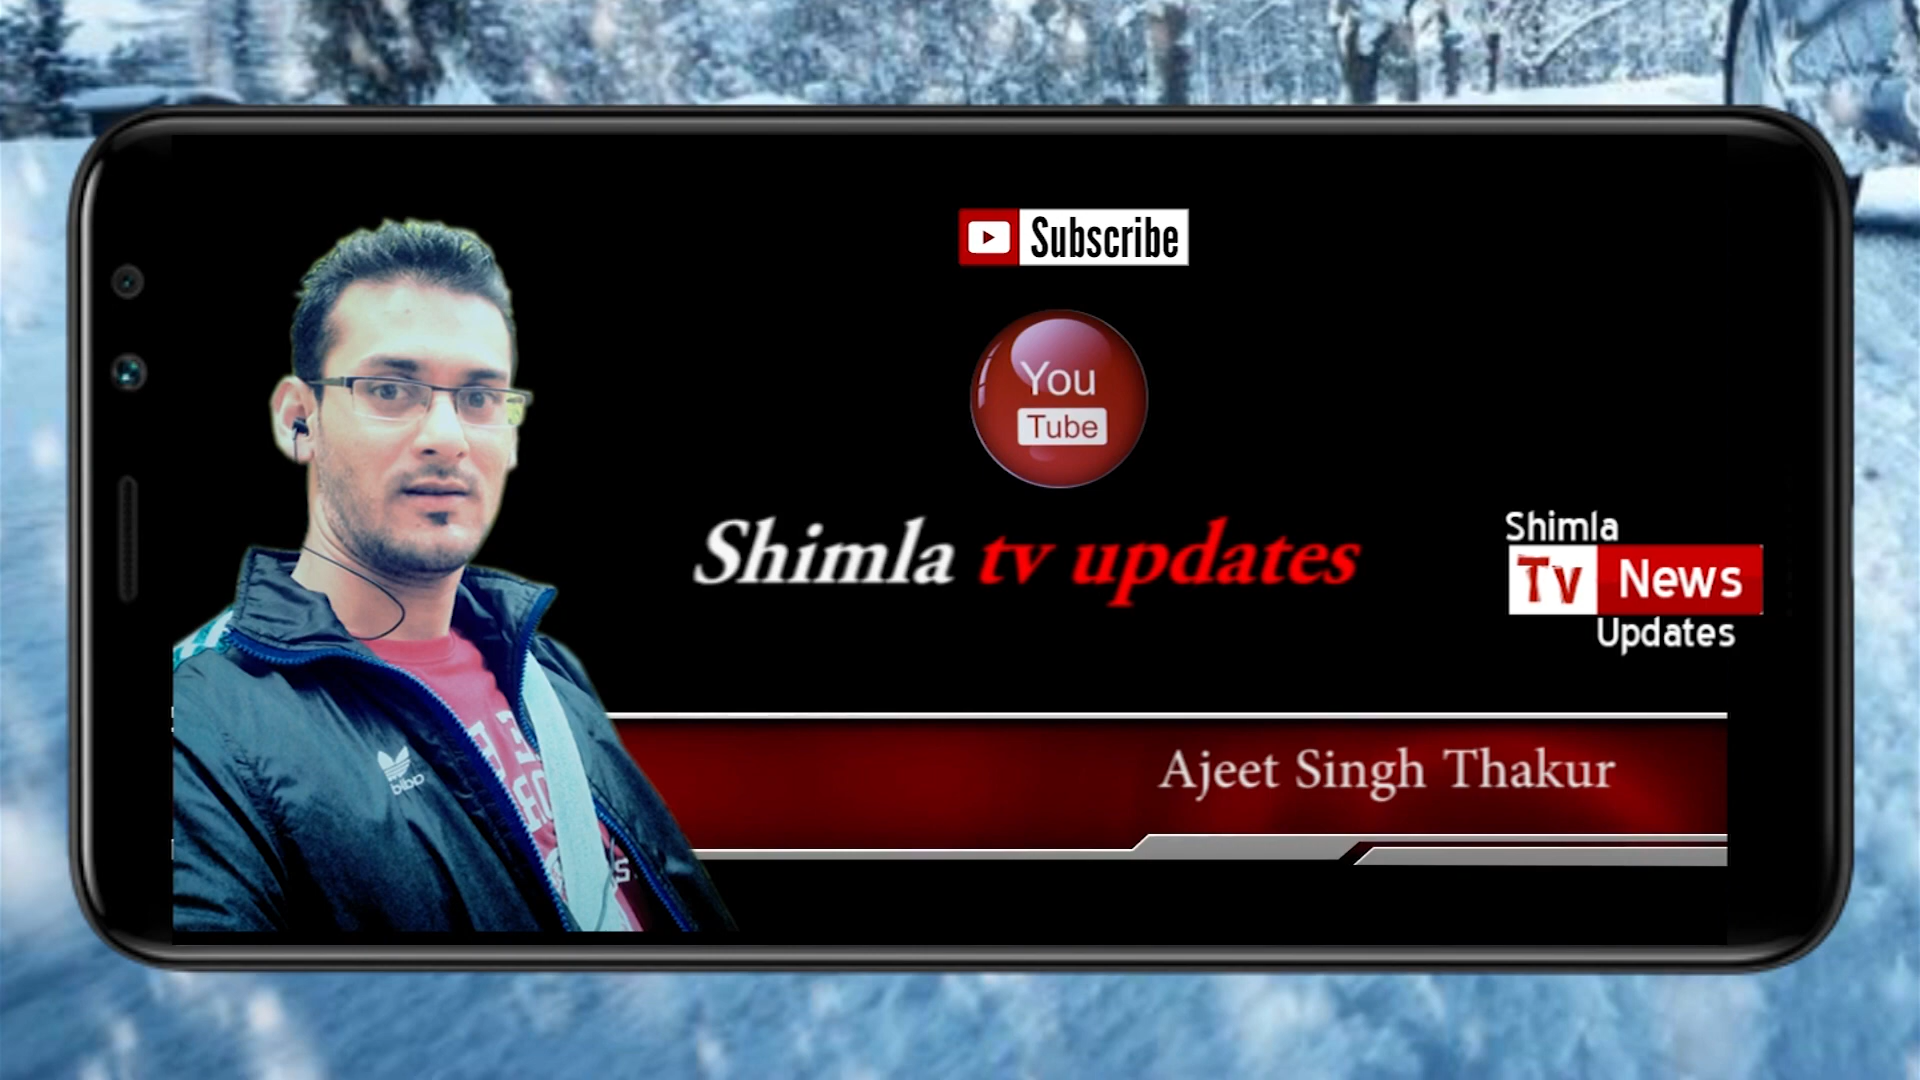 Subscribe
You
Tube
Shimla tv updates
Shimla
Tv News
Updates
Ajeet Singh Thakur